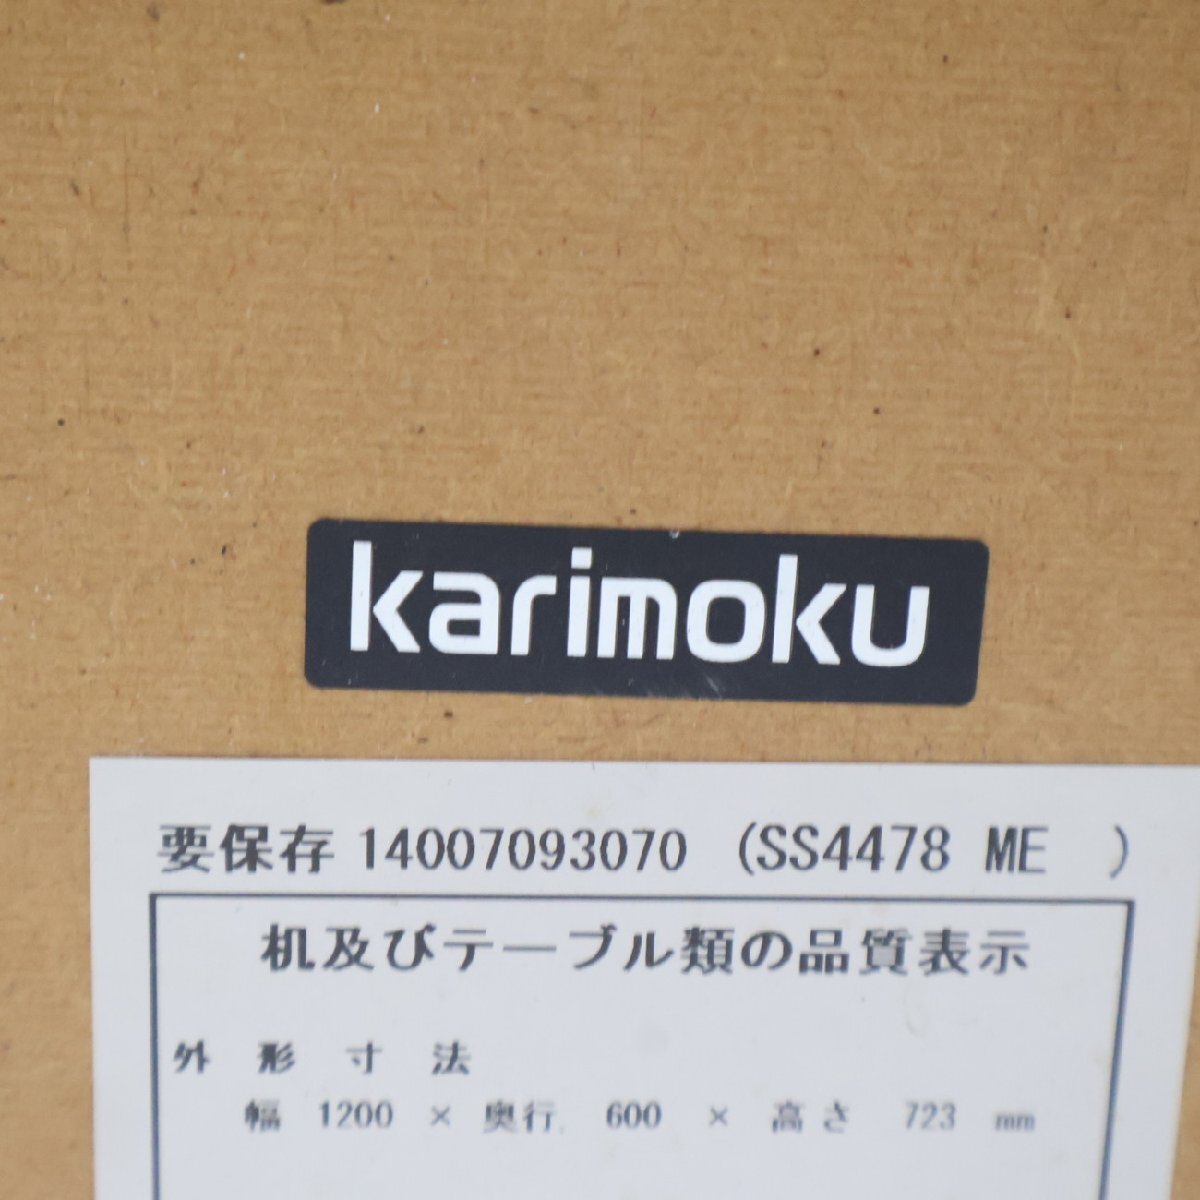 karimoku
要保存 14007093070 (SS4478 ME )
机及びテーブル類の品質表示
外形寸法
幅 1200 × 奥行 600 × 高さ 723 mm